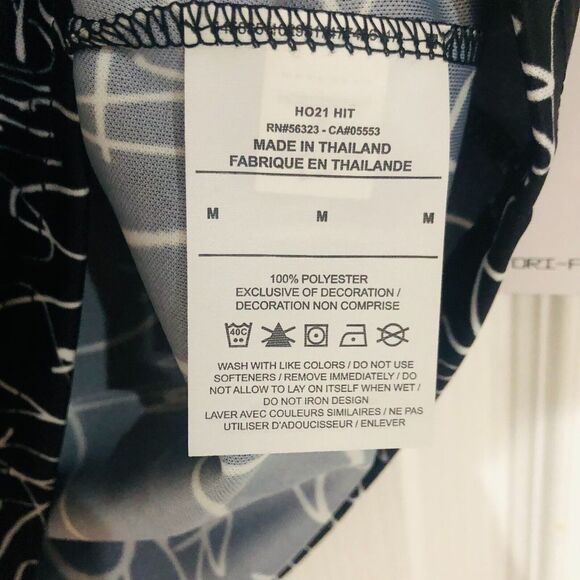 HO21 HIT
RN#56323 - CA#05553
MADE IN THAILAND
FABRIQUE EN THAILANDE
M M M
100% POLYESTER
EXCLUSIVE OF DECORATION /
DECORATION NON COMPRISE
40C
WASH WITH LIKE COLORS / DO NOT USE
SOFTENERS / REMOVE IMMEDIATELY / DO
NOT ALLOW TO LAY ON ITSELF WHEN WET /
DO NOT IRON DESIGN
LAVER AVEC COULEURS SIMILAIRES / NE PAS
UTILISER D'ADOUCISSEUR / ENLEVER
DRI-F